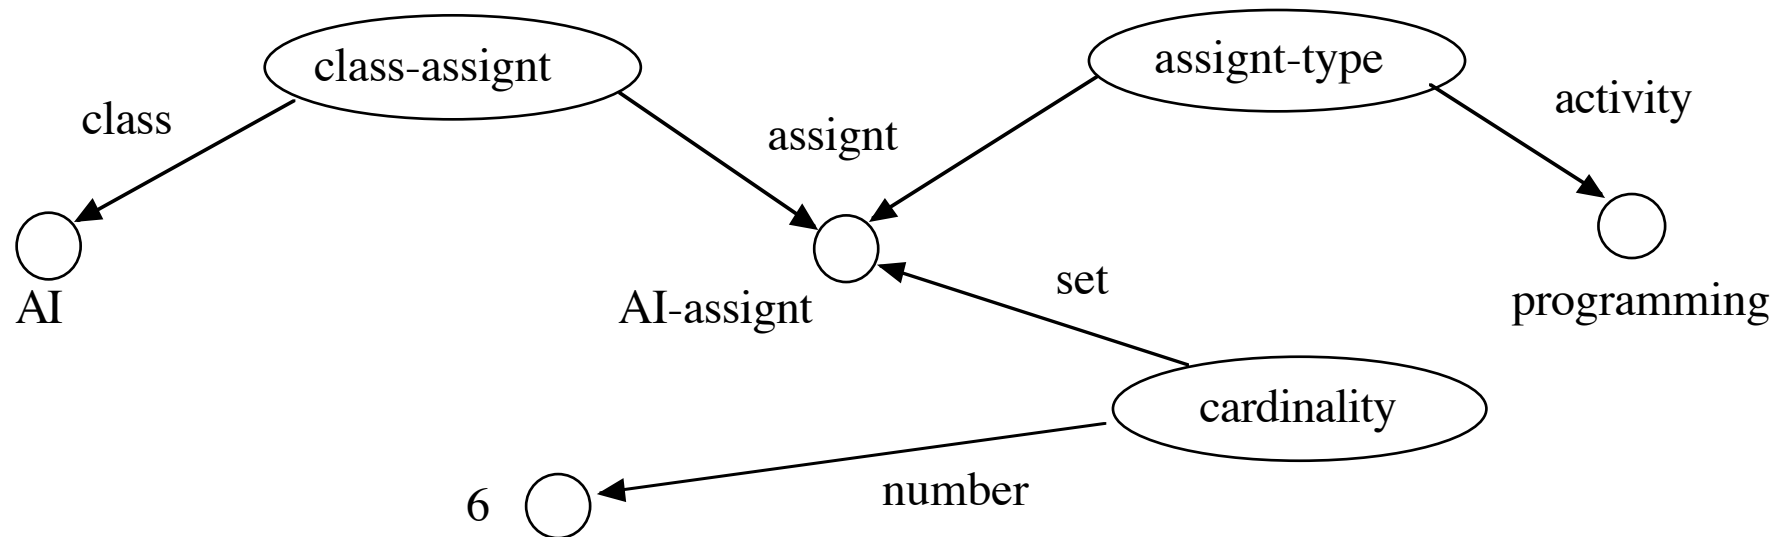 class-assignt
assignt-type
class
assignt
activity
AI
AI-assignt
set
programming
cardinality
6
number